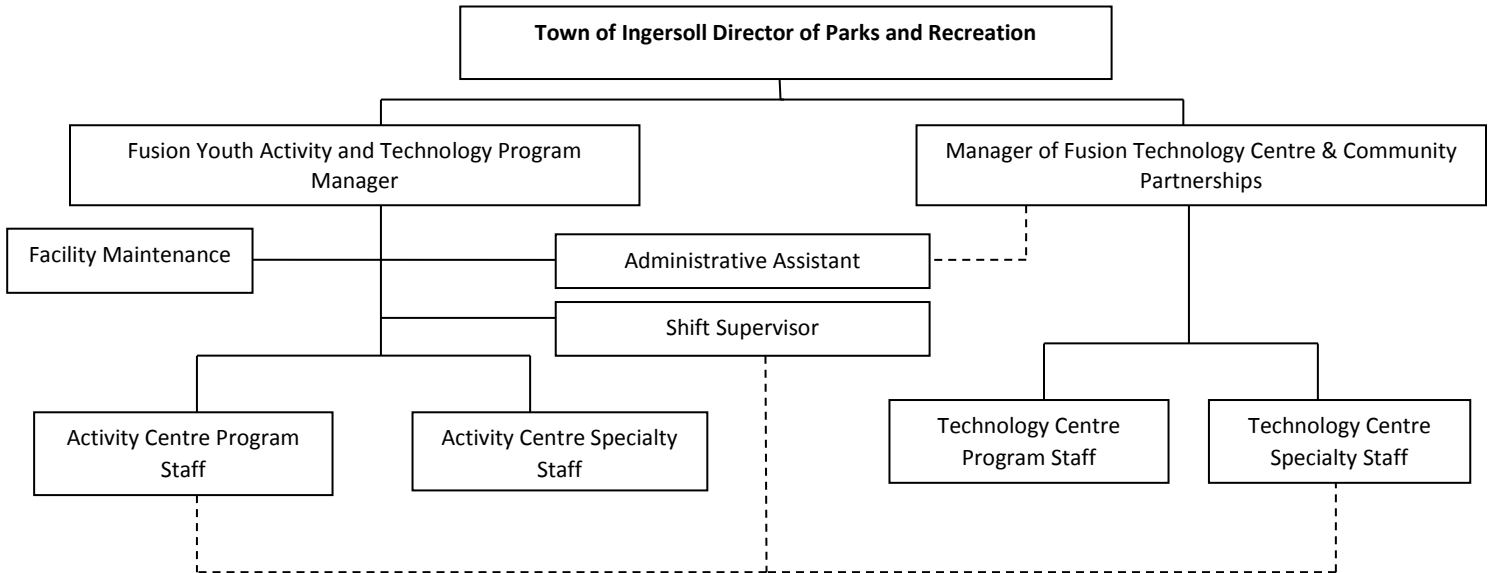 Town of Ingersoll Director of Parks and Recreation
Fusion Youth Activity and Technology Program
Manager
Manager of Fusion Technology Centre & Community
Partnerships
Facility Maintenance
Administrative Assistant
Shift Supervisor
Activity Centre Program
Staff
Activity Centre Specialty
Staff
Technology Centre
Program Staff
Technology Centre
Specialty Staff